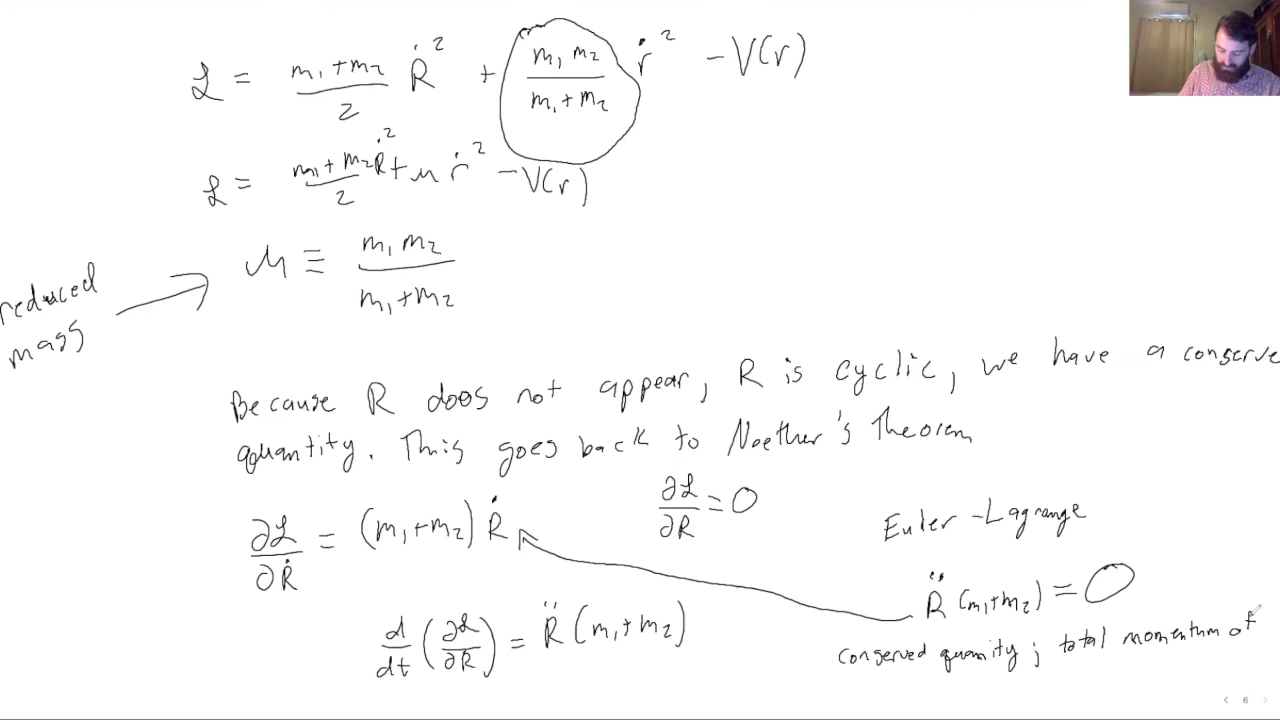 ℒ = (m₁+m₂)/2 Ṙ² + (m₁m₂)/(m₁+m₂) ṙ² - V(r)
ℒ = (m₁+m₂)/2 Ṙ² + μ ṙ² - V(r)
reduced mass → μ ≡ (m₁m₂)/(m₁+m₂)
Because R does not appear, R is cyclic, we have a conserve
quantity. This goes back to Noether's Theorem
∂ℒ/∂R = 0
Euler-Lagrange
∂ℒ/∂Ṙ = (m₁+m₂) Ṙ
R̈ (m₁+m₂) = 0
d/dt (∂ℒ/∂R) = R̈ (m₁+m₂)
conserved quantity; total momentum of
6